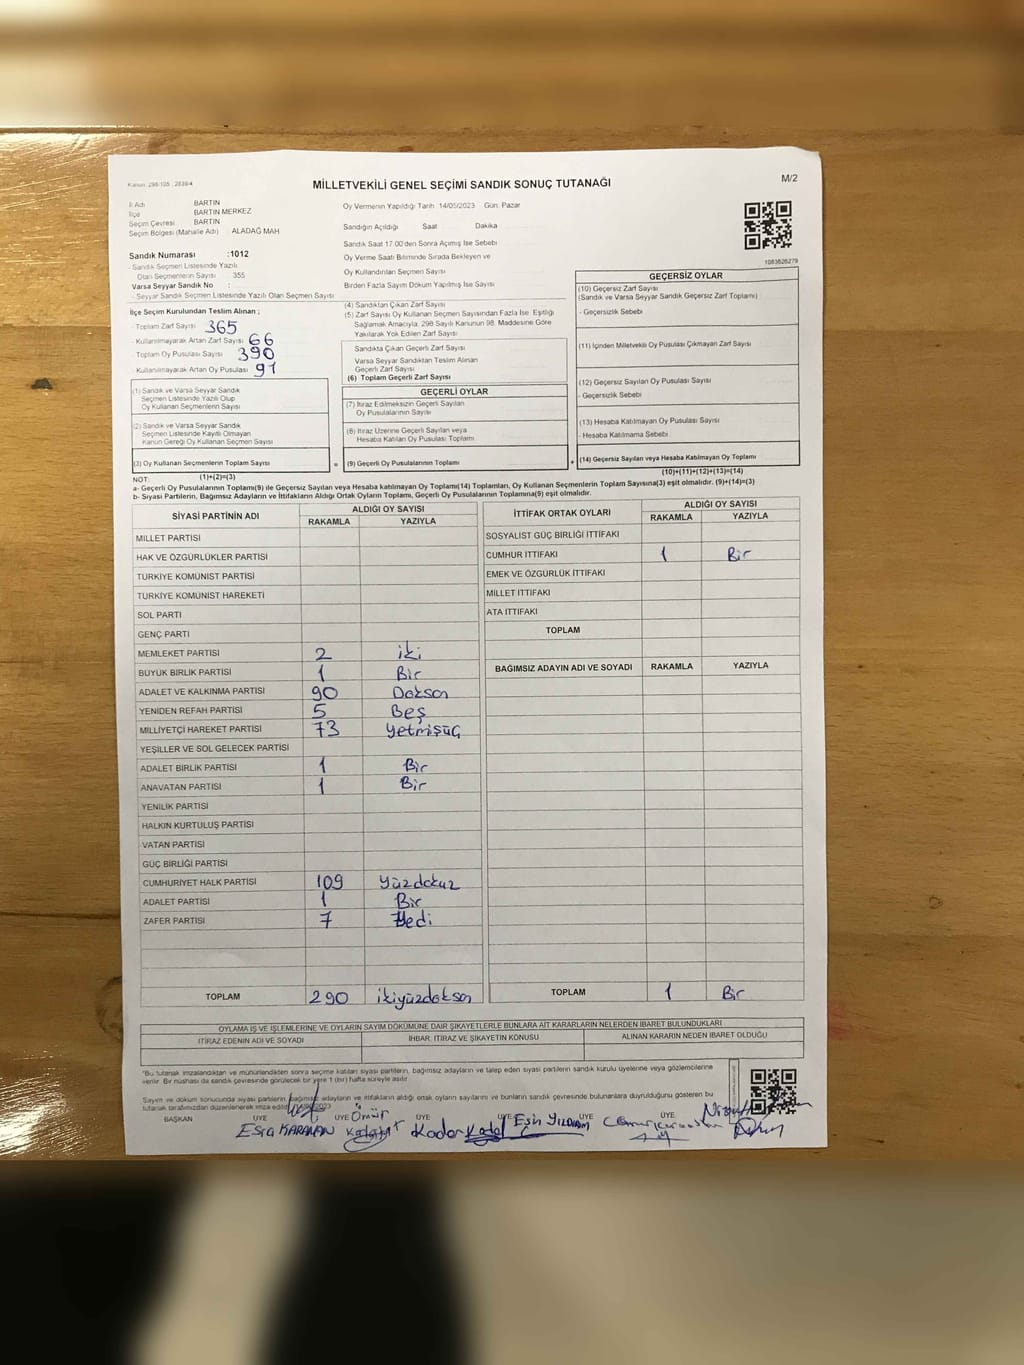 Kanun: 298/105 : 2839/4
MİLLETVEKİLİ GENEL SEÇİMİ SANDIK SONUÇ TUTANAĞI
M/2
İl Adı BARTIN
İlçe BARTIN MERKEZ
Seçim Çevresi BARTIN
Seçim Bölgesi (Mahalle Adı) ALADAĞ MAH
Sandık Numarası :1012
- Sandık Seçmen Listesinde Yazılı
Olan Seçmenlerin Sayısı 355
Varsa Seyyar Sandık No :
- Seyyar Sandık Seçmen Listesinde Yazılı Olan Seçmen Sayısı
İlçe Seçim Kurulundan Teslim Alınan ;
- Toplam Zarf Sayısı 365
- Kullanılmayarak Artan Zarf Sayısı 66
- Toplam Oy Pusulası Sayısı 390
- Kullanılmayarak Artan Oy Pusulası 91
(1) Sandık ve Varsa Seyyar Sandık
Seçmen Listesinde Yazılı Olup
Oy Kullanan Seçmenlerin Sayısı
(2) Sandık ve Varsa Seyyar Sandık
Seçmen Listesinde Kayıtlı Olmayan
Kanun Gereği Oy Kullanan Seçmen Sayısı
(3) Oy Kullanan Seçmenlerin Toplam Sayısı
(1)+(2)=(3)
Oy Vermenin Yapıldığı Tarih 14/05/2023 Gün: Pazar
Sandığın Açıldığı Saat Dakika
Sandık Saat 17.00'den Sonra Açılmış İse Sebebi
Oy Verme Saati Bitiminde Sırada Bekleyen ve
Oy Kullandırılan Seçmen Sayısı
Birden Fazla Sayım Döküm Yapılmış İse Sayısı
(4) Sandıktan Çıkan Zarf Sayısı
(5) Zarf Sayısı Oy Kullanan Seçmen Sayısından Fazla İse, Eşitliği
Sağlamak Amacıyla, 298 Sayılı Kanunun 98. Maddesine Göre
Yakılarak Yok Edilen Zarf Sayısı
Sandıkta Çıkan Geçerli Zarf Sayısı
Varsa Seyyar Sandıktan Teslim Alınan
Geçerli Zarf Sayısı
(6) Toplam Geçerli Zarf Sayısı
GEÇERLİ OYLAR
(7) İtiraz Edilmeksizin Geçerli Sayılan
Oy Pusulalarının Sayısı
(8) İtiraz Üzerine Geçerli Sayılan veya
Hesaba Katılan Oy Pusulası Toplamı
= (9) Geçerli Oy Pusulalarının Toplamı
1083626279
GEÇERSİZ OYLAR
(10) Geçersiz Zarf Sayısı
(Sandık ve Varsa Seyyar Sandık Geçersiz Zarf Toplamı)
- Geçersizlik Sebebi
(11) İçinden Milletvekili Oy Pusulası Çıkmayan Zarf Sayısı
(12) Geçersiz Sayılan Oy Pusulası Sayısı
- Geçersizlik Sebebi
(13) Hesaba Katılmayan Oy Pusulası Sayısı
- Hesaba Katılmama Sebebi
+ (14) Geçersiz Sayılan veya Hesaba Katılmayan Oy Toplamı
(10)+(11)+(12)+(13)=(14)
NOT:
a- Geçerli Oy Pusulalarının Toplamı(9) ile Geçersiz Sayılan veya Hesaba katılmayan Oy Toplamı(14) Toplamları, Oy Kullanan Seçmenlerin Toplam Sayısına(3) eşit olmalıdır. (9)+(14)=(3)
b- Siyasi Partilerin, Bağımsız Adayların ve İttifakların Aldığı Ortak Oyların Toplamı, Geçerli Oy Pusulalarının Toplamına(9) eşit olmalıdır.
SİYASİ PARTİNİN ADI ALDIĞI OY SAYISI
RAKAMLA YAZIYLA
MİLLET PARTİSİ
HAK VE ÖZGÜRLÜKLER PARTİSİ
TÜRKİYE KOMÜNİST PARTİSİ
TÜRKİYE KOMÜNİST HAREKETİ
SOL PARTİ
GENÇ PARTİ
MEMLEKET PARTİSİ 2 iki
BÜYÜK BİRLİK PARTİSİ 1 Bir
ADALET VE KALKINMA PARTİSİ 90 Doksan
YENİDEN REFAH PARTİSİ 5 Beş
MİLLİYETÇİ HAREKET PARTİSİ 73 Yetmişüç
YEŞİLLER VE SOL GELECEK PARTİSİ
ADALET BİRLİK PARTİSİ 1 Bir
ANAVATAN PARTİSİ 1 Bir
YENİLİK PARTİSİ
HALKIN KURTULUŞ PARTİSİ
VATAN PARTİSİ
GÜÇ BİRLİĞİ PARTİSİ
CUMHURİYET HALK PARTİSİ 109 Yüzdokuz
ADALET PARTİSİ 1 Bir
ZAFER PARTİSİ 7 Yedi
TOPLAM 290 ikiyüzdoksan
İTTİFAK ORTAK OYLARI ALDIĞI OY SAYISI
RAKAMLA YAZIYLA
SOSYALİST GÜÇ BİRLİĞİ İTTİFAKI
CUMHUR İTTİFAKI 1 Bir
EMEK VE ÖZGÜRLÜK İTTİFAKI
MİLLET İTTİFAKI
ATA İTTİFAKI
TOPLAM
BAĞIMSIZ ADAYIN ADI VE SOYADI RAKAMLA YAZIYLA
TOPLAM 1 Bir
OYLAMA İŞ VE İŞLEMLERİNE VE OYLARIN SAYIM DÖKÜMÜNE DAİR ŞİKAYETLERLE BUNLARA AİT KARARLARIN NELERDEN İBARET BULUNDUKLARI
İTİRAZ EDENİN ADI VE SOYADI İHBAR, İTİRAZ VE ŞİKAYETİN KONUSU ALINAN KARARIN NEDEN İBARET OLDUĞU
"Bu tutanak imzalandıktan ve mühürlendikten sonra seçime katılan siyasi partilerin, bağımsız adayların ve talep eden siyasi partilerin sandık kurulu üyelerine veya gözlemcilerine
verilir. Bir nüshası da sandık çevresinde görülecek bir yere 1 (bir) hafta süreyle asılır.
Sayım ve döküm sonucunda siyasi partilerin, bağımsız adayların ve ittifakların aldığı ortak oyların sayılarını ve bunların sandık çevresinde bulunanlara duyurulduğunu gösteren bu
tutanak tarafımızdan düzenlenerek imza edildi.
BAŞKAN ÜYE ÜYE ÜYE ÜYE ÜYE ÜYE
Esra KARAMAN Ömür Kadar Esin YILDIRIM